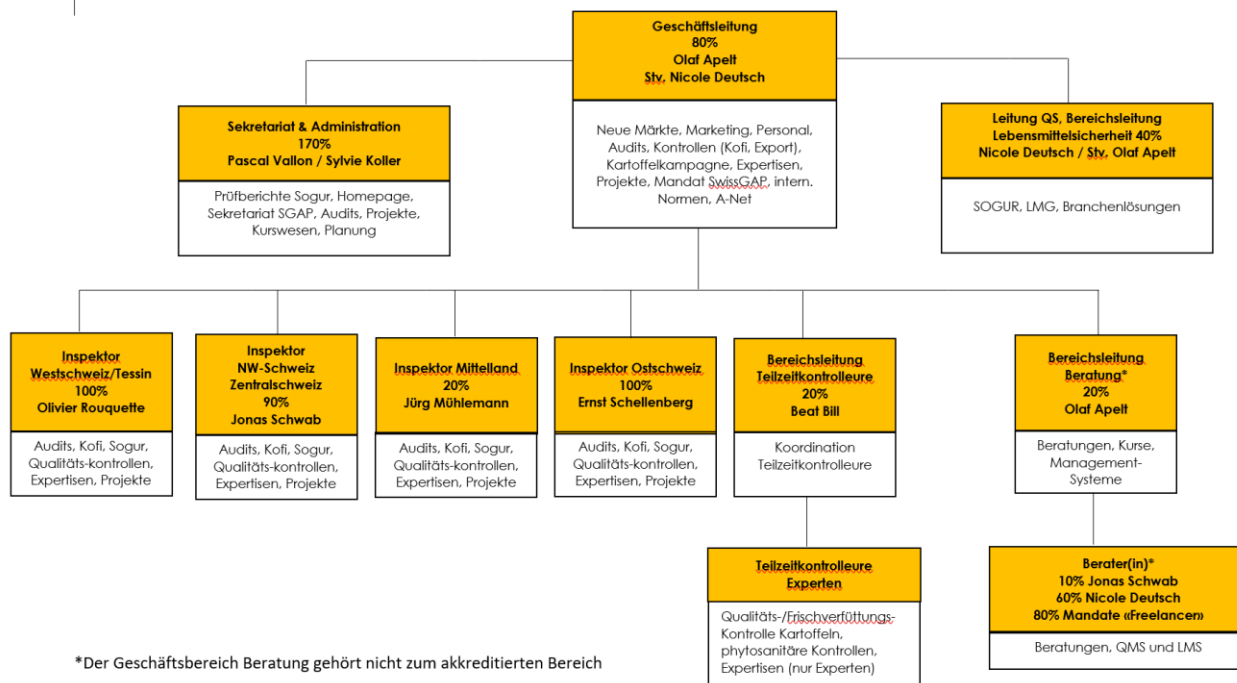 Geschäftsleitung
80%
Olaf Apelt
Stv. Nicole Deutsch
Neue Märkte, Marketing, Personal,
Audits, Kontrollen (Kofi, Export),
Kartoffelkampagne, Expertisen,
Projekte, Mandat SwissGAP, intern.
Normen, A-Net
Sekretariat & Administration
170%
Pascal Vallon / Sylvie Koller
Prüfberichte Sogur, Homepage,
Sekretariat SGAP, Audits, Projekte,
Kurswesen, Planung
Leitung QS, Bereichsleitung
Lebensmittelsicherheit 40%
Nicole Deutsch / Stv. Olaf Apelt
SOGUR, LMG, Branchenlösungen
Inspektor
Westschweiz/Tessin
100%
Olivier Rouquette
Audits, Kofi, Sogur,
Qualitäts-kontrollen,
Expertisen, Projekte
Inspektor
NW-Schweiz
Zentralschweiz
90%
Jonas Schwab
Audits, Kofi, Sogur,
Qualitäts-kontrollen,
Expertisen, Projekte
Inspektor Mittelland
20%
Jürg Mühlemann
Audits, Kofi, Sogur,
Qualitäts-kontrollen,
Expertisen, Projekte
Inspektor Ostschweiz
100%
Ernst Schellenberg
Audits, Kofi, Sogur,
Qualitäts-kontrollen,
Expertisen, Projekte
Bereichsleitung
Teilzeitkontrolleure
20%
Beat Bill
Koordination
Teilzeitkontrolleure
Bereichsleitung
Beratung*
20%
Olaf Apelt
Beratungen, Kurse,
Management-
Systeme
Teilzeitkontrolleure
Experten
Qualitäts-/Frischverfüttungs-
Kontrolle Kartoffeln,
phytosanitäre Kontrollen,
Expertisen (nur Experten)
Berater(in)*
10% Jonas Schwab
60% Nicole Deutsch
80% Mandate «Freelancer»
Beratungen, QMS und LMS
*Der Geschäftsbereich Beratung gehört nicht zum akkreditierten Bereich